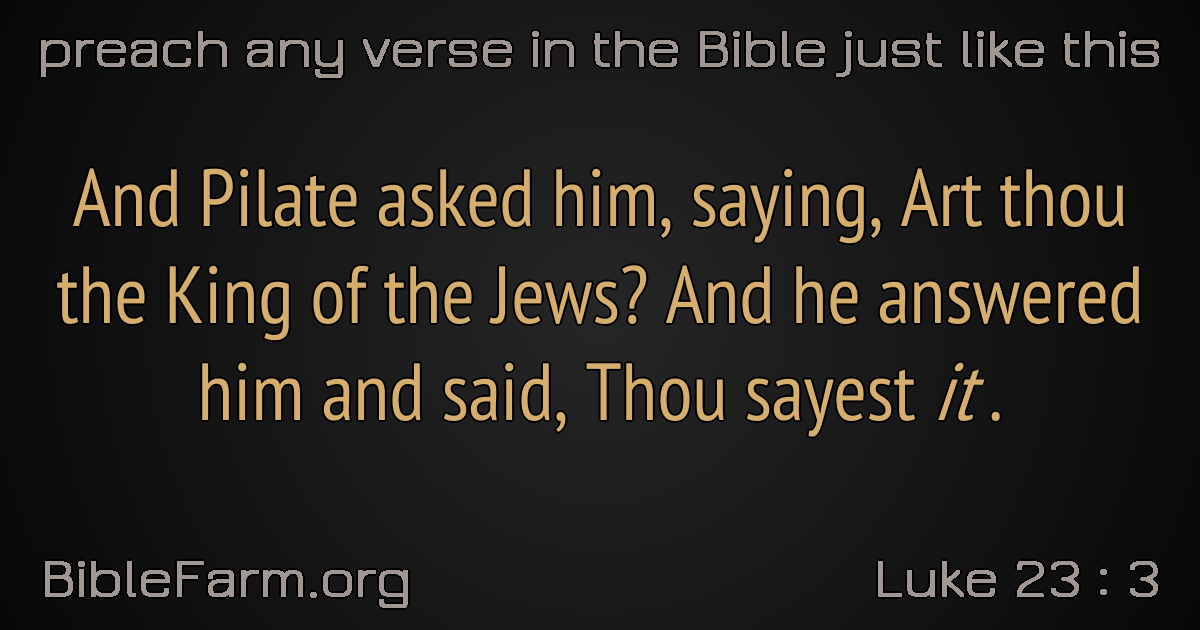 preach any verse in the Bible just like this
And Pilate asked him, saying, Art thou
the King of the Jews? And he answered
him and said, Thou sayest it .
BibleFarm.org
Luke 23 : 3